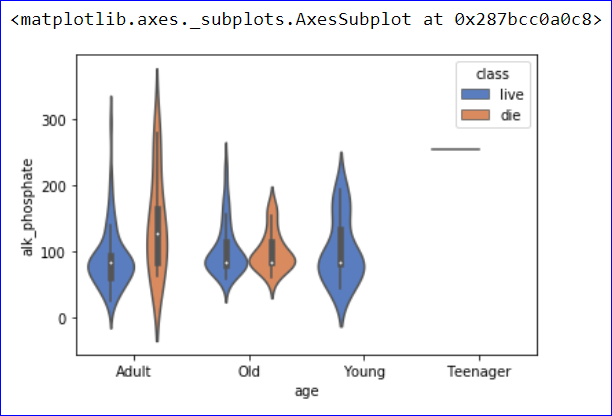 <matplotlib.axes._subplots.AxesSubplot at 0x287bcc0a0c8>
class
live
die
300
200
100
0
alk_phosphate
Adult Old Young Teenager
age